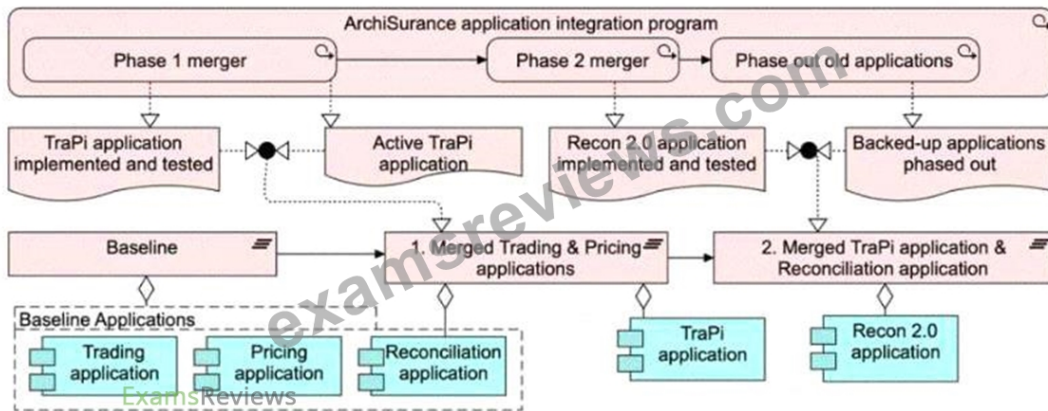 ArchiSurance application integration program
Phase 1 merger
Phase 2 merger
Phase out old applications
TraPi application
implemented and tested
Active TraPi
application
Recon 2.0 application
implemented and tested
Backed-up applications
phased out
Baseline
1. Merged Trading & Pricing
applications
2. Merged TraPi application &
Reconciliation application
Baseline Applications
Trading
application
Pricing
application
Reconciliation
application
TraPi
application
Recon 2.0
application
examsreviews.com
ExamsReviews